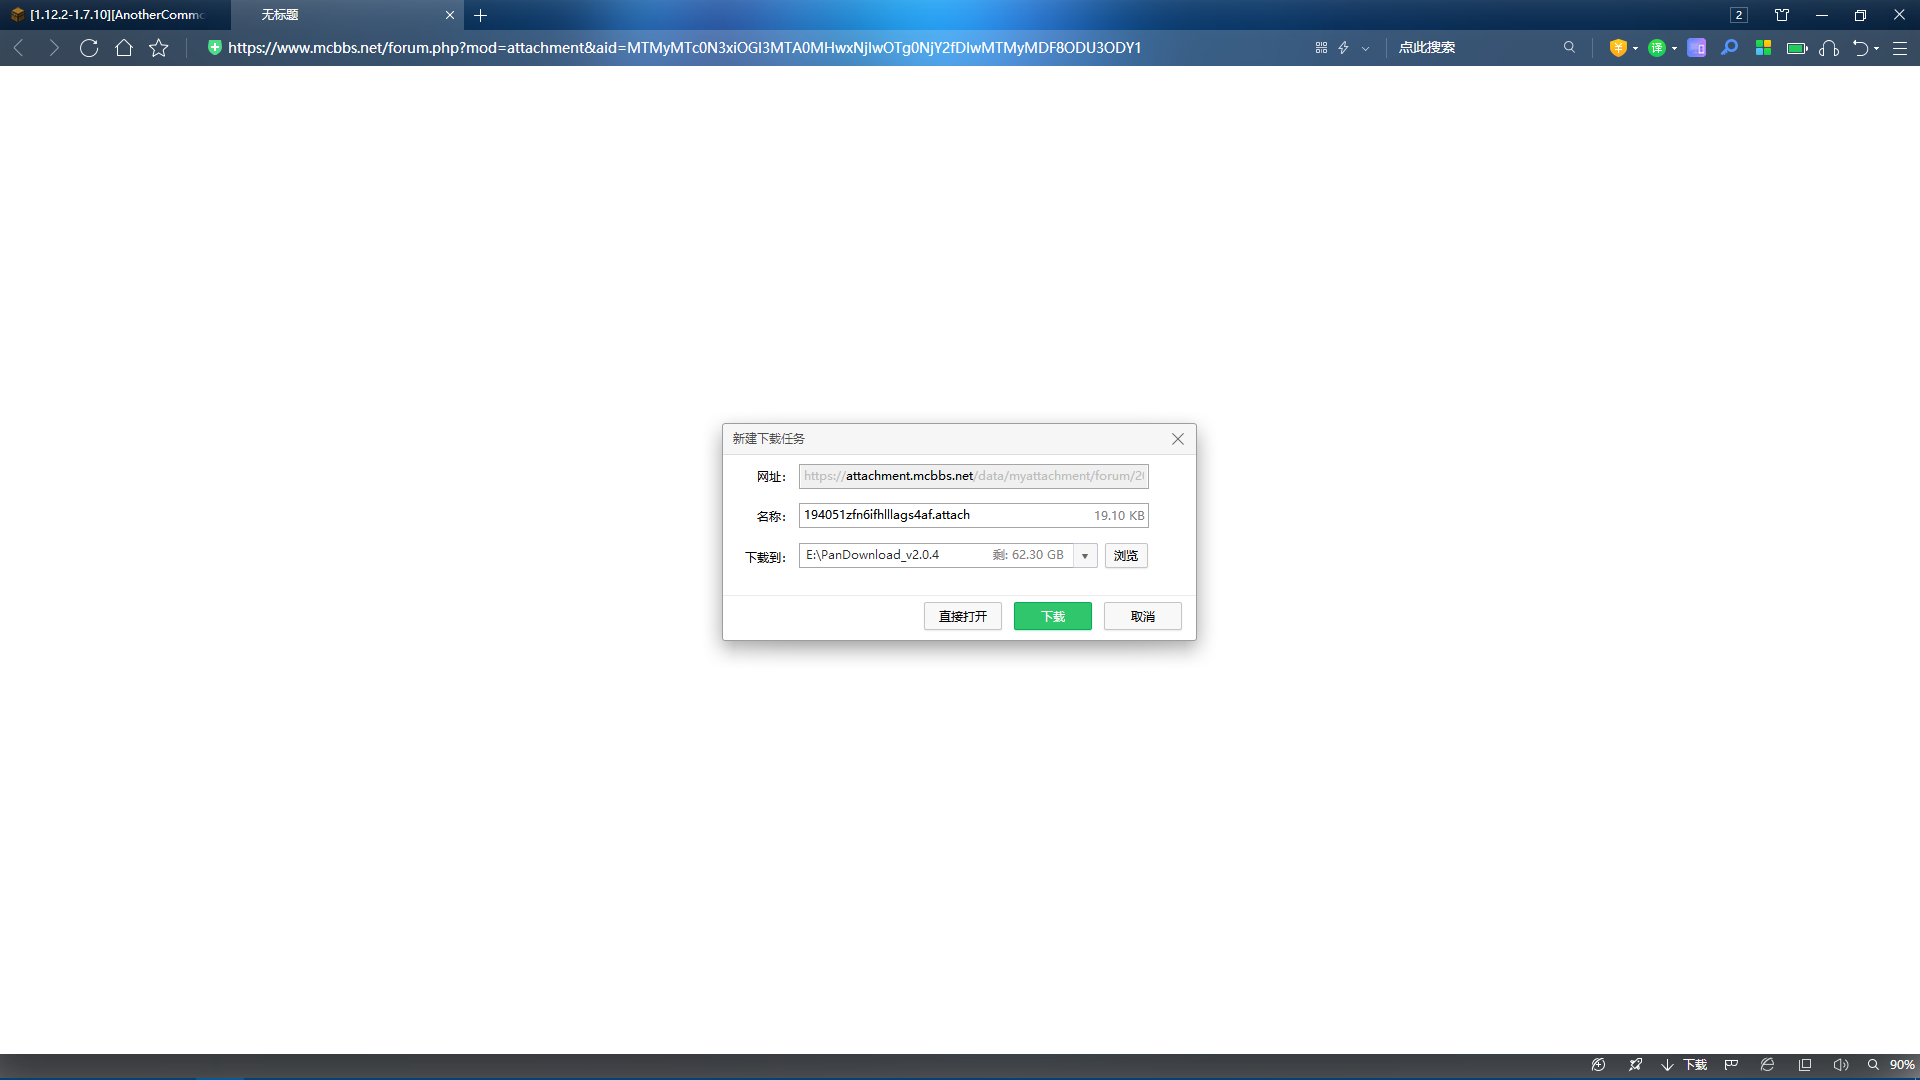 [1.12.2-1.7.10][AnotherCommo
无标题
2
https://www.mcbbs.net/forum.php?mod=attachment&aid=MTMyMTc0N3xiOGI3MTA0MHwxNjIwOTg0NjY2fDIwMTMyMDF8ODU3ODY1
点此搜索
译
新建下载任务
网址:
https://attachment.mcbbs.net/data/myattachment/forum/20
名称:
194051zfn6ifhlllags4af.attach
19.10 KB
下载到:
E:\PanDownload_v2.0.4
剩: 62.30 GB
浏览
直接打开
下载
取消
下载
90%